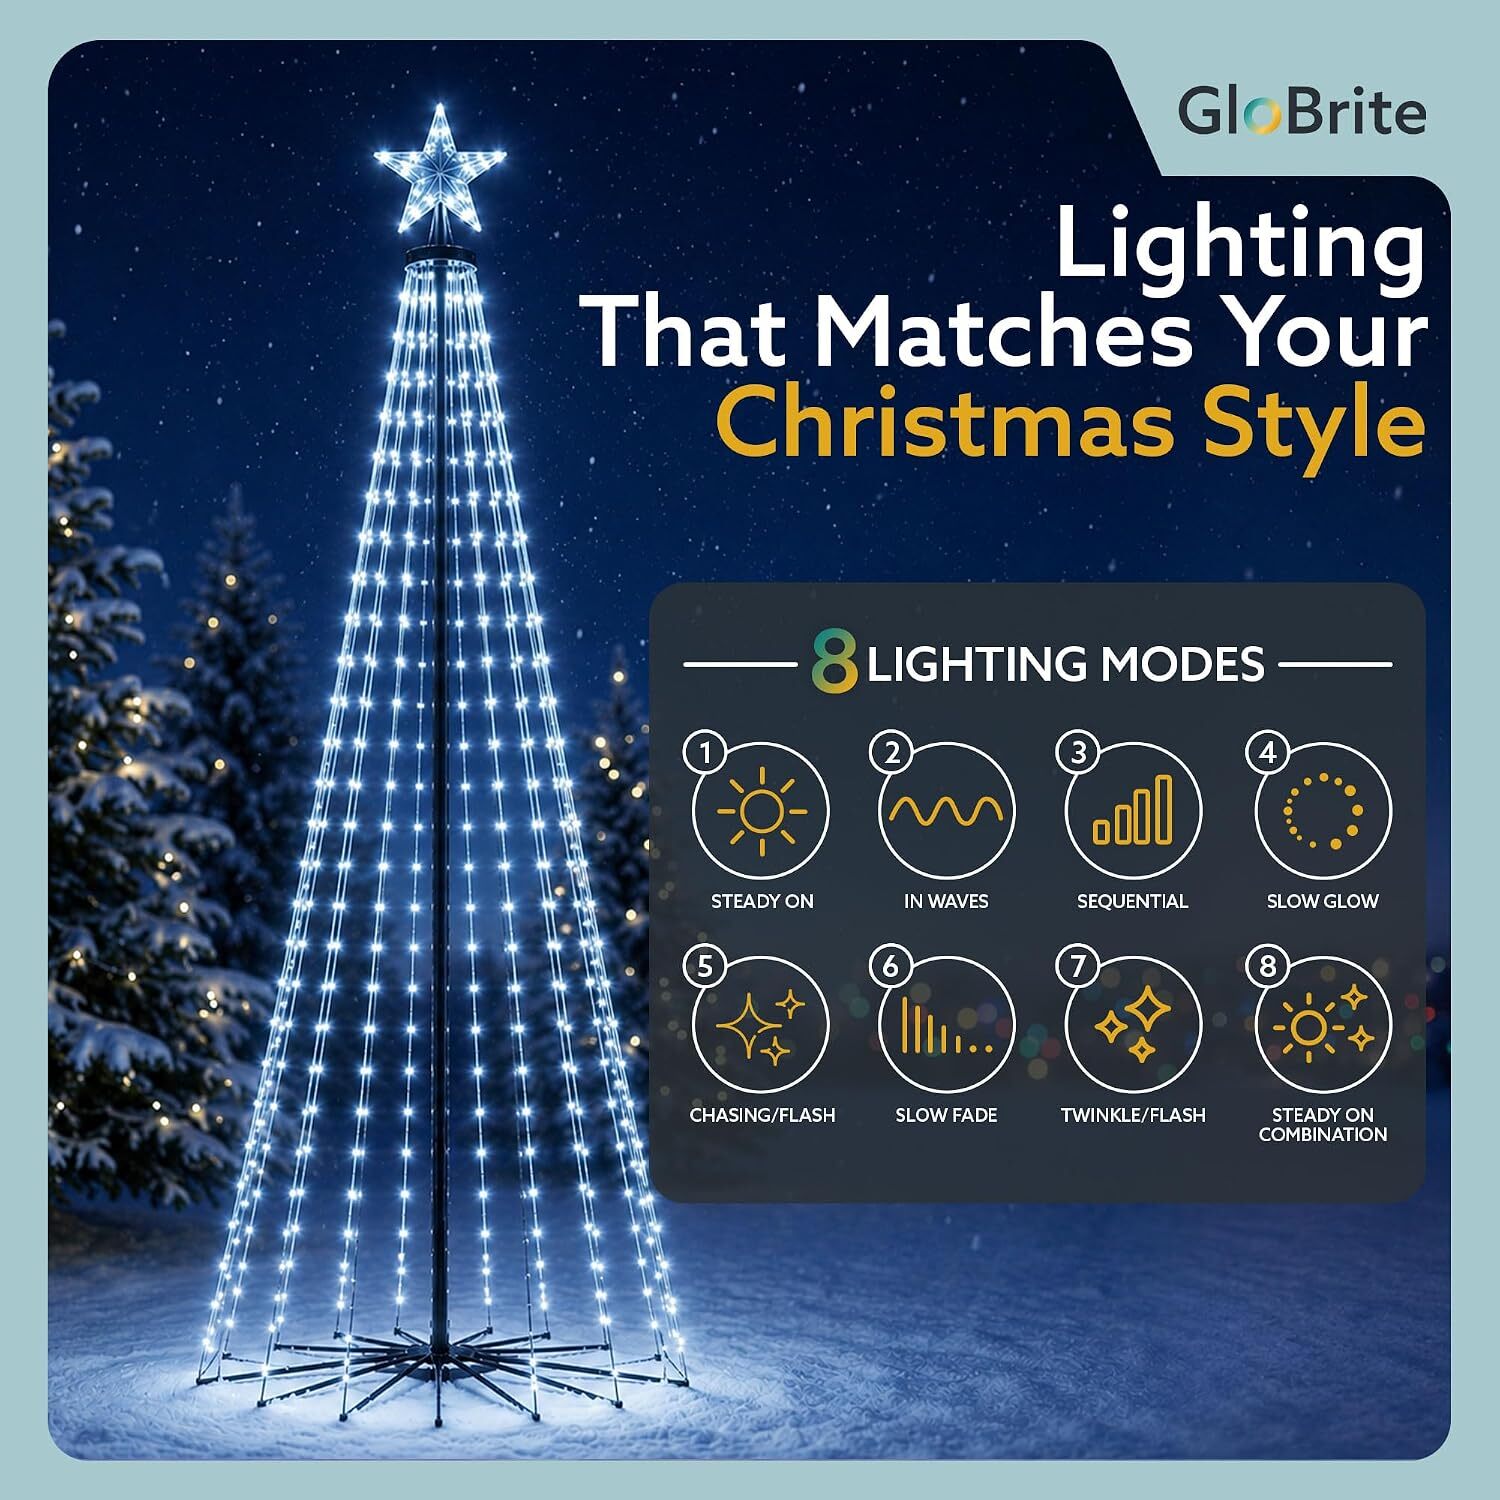 GloBrite
Lighting
That Matches Your
Christmas Style
8 LIGHTING MODES
1
STEADY ON
2
IN WAVES
3
SEQUENTIAL
4
SLOW GLOW
5
CHASING/FLASH
6
SLOW FADE
7
TWINKLE/FLASH
8
STEADY ON
COMBINATION